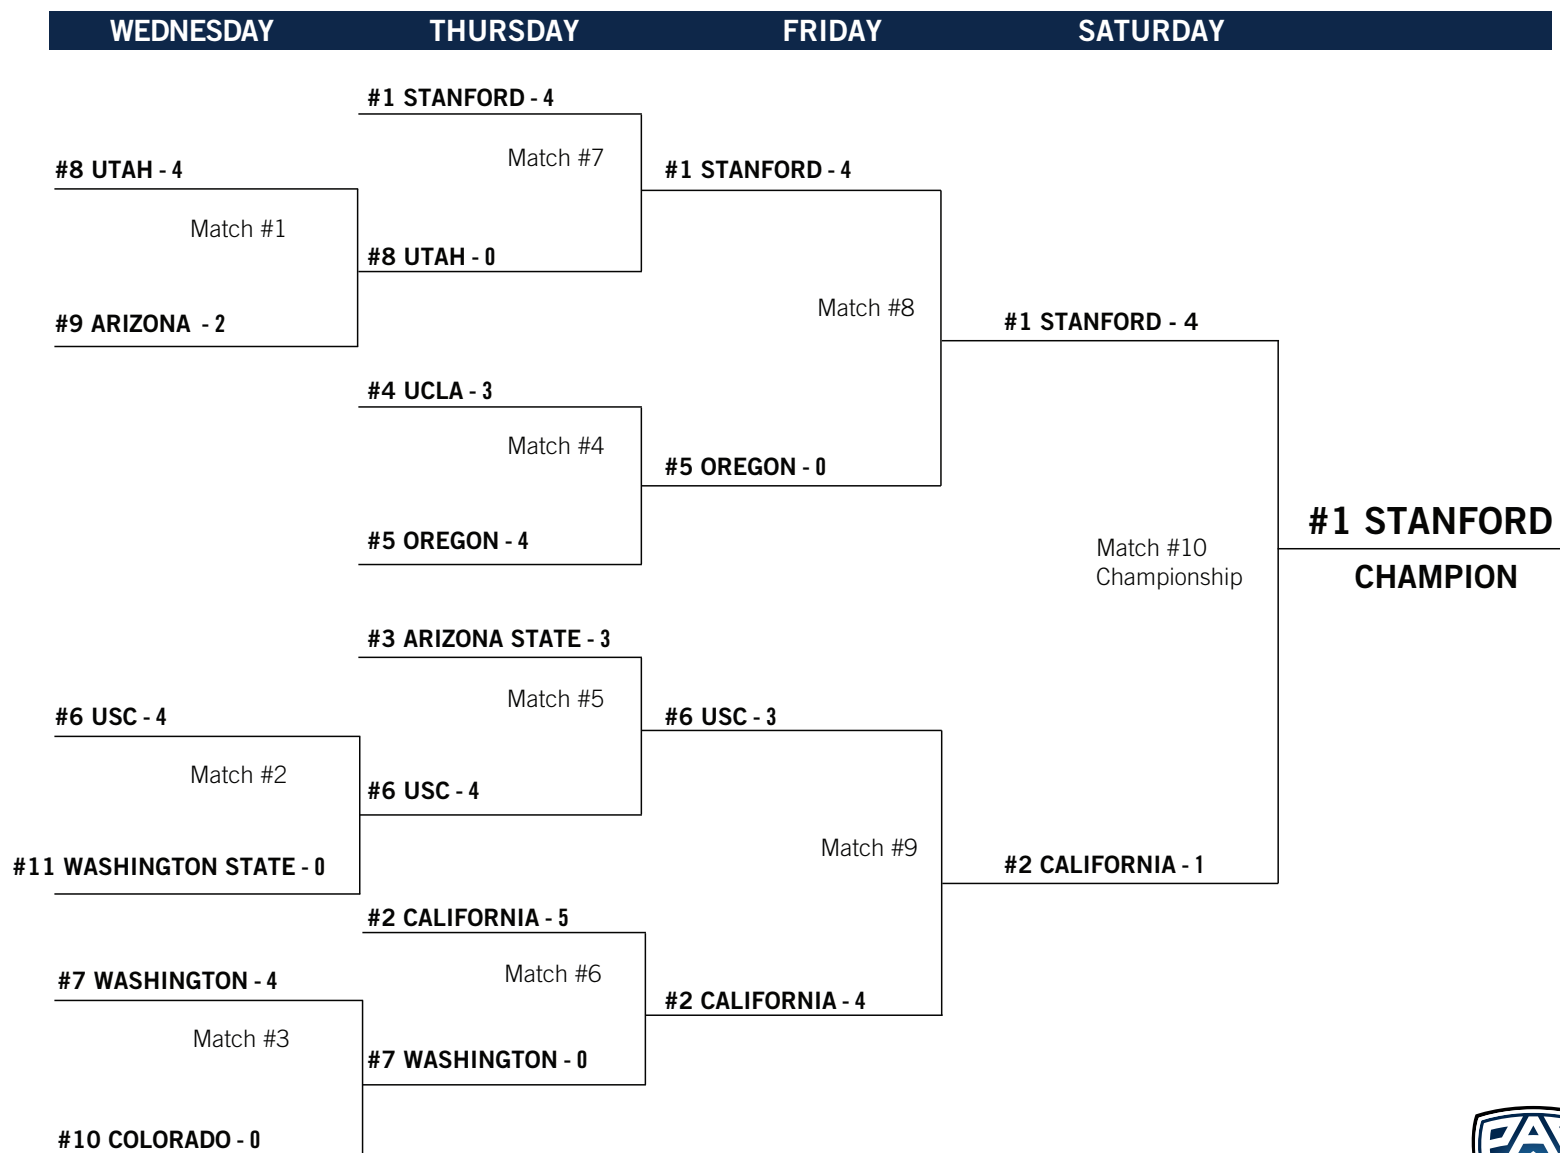 WEDNESDAY THURSDAY FRIDAY SATURDAY
#1 STANFORD - 4
Match #7
#8 UTAH - 4
#1 STANFORD - 4
Match #1
#8 UTAH - 0
Match #8
#9 ARIZONA - 2
#1 STANFORD - 4
#4 UCLA - 3
Match #4
#5 OREGON - 0
#5 OREGON - 4
#1 STANFORD
Match #10
Championship
CHAMPION
#3 ARIZONA STATE - 3
Match #5
#6 USC - 4
#6 USC - 3
Match #2
#6 USC - 4
Match #9
#11 WASHINGTON STATE - 0
#2 CALIFORNIA - 1
#2 CALIFORNIA - 5
Match #6
#7 WASHINGTON - 4
#2 CALIFORNIA - 4
Match #3
#7 WASHINGTON - 0
#10 COLORADO - 0